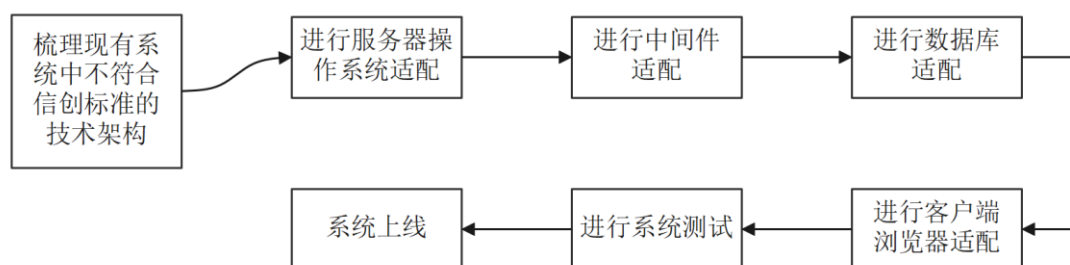 梳理现有系
统中不符合
信创标准的
技术架构
进行服务器操
作系统适配
进行中间件
适配
进行数据库
适配
进行客户端
浏览器适配
进行系统测试
系统上线